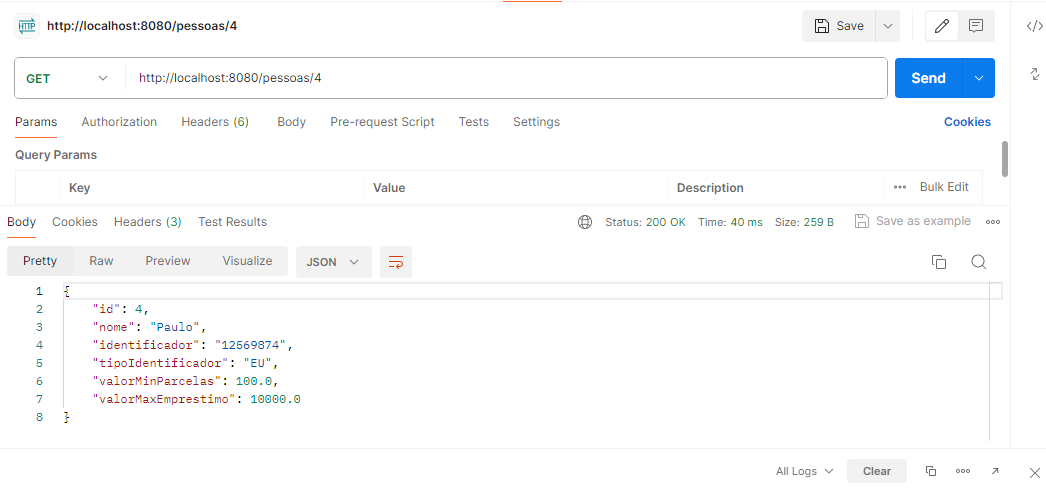 HTTP http://localhost:8080/pessoas/4 Save
GET http://localhost:8080/pessoas/4 Send
Params Authorization Headers (6) Body Pre-request Script Tests Settings Cookies
Query Params
Key Value Description ••• Bulk Edit
Body Cookies Headers (3) Test Results Status: 200 OK Time: 40 ms Size: 259 B Save as example
Pretty Raw Preview Visualize JSON
1 {
2 "id": 4,
3 "nome": "Paulo",
4 "identificador": "12569874",
5 "tipoIdentificador": "EU",
6 "valorMinParcelas": 100.0,
7 "valorMaxEmprestimo": 10000.0
8 }
All Logs Clear